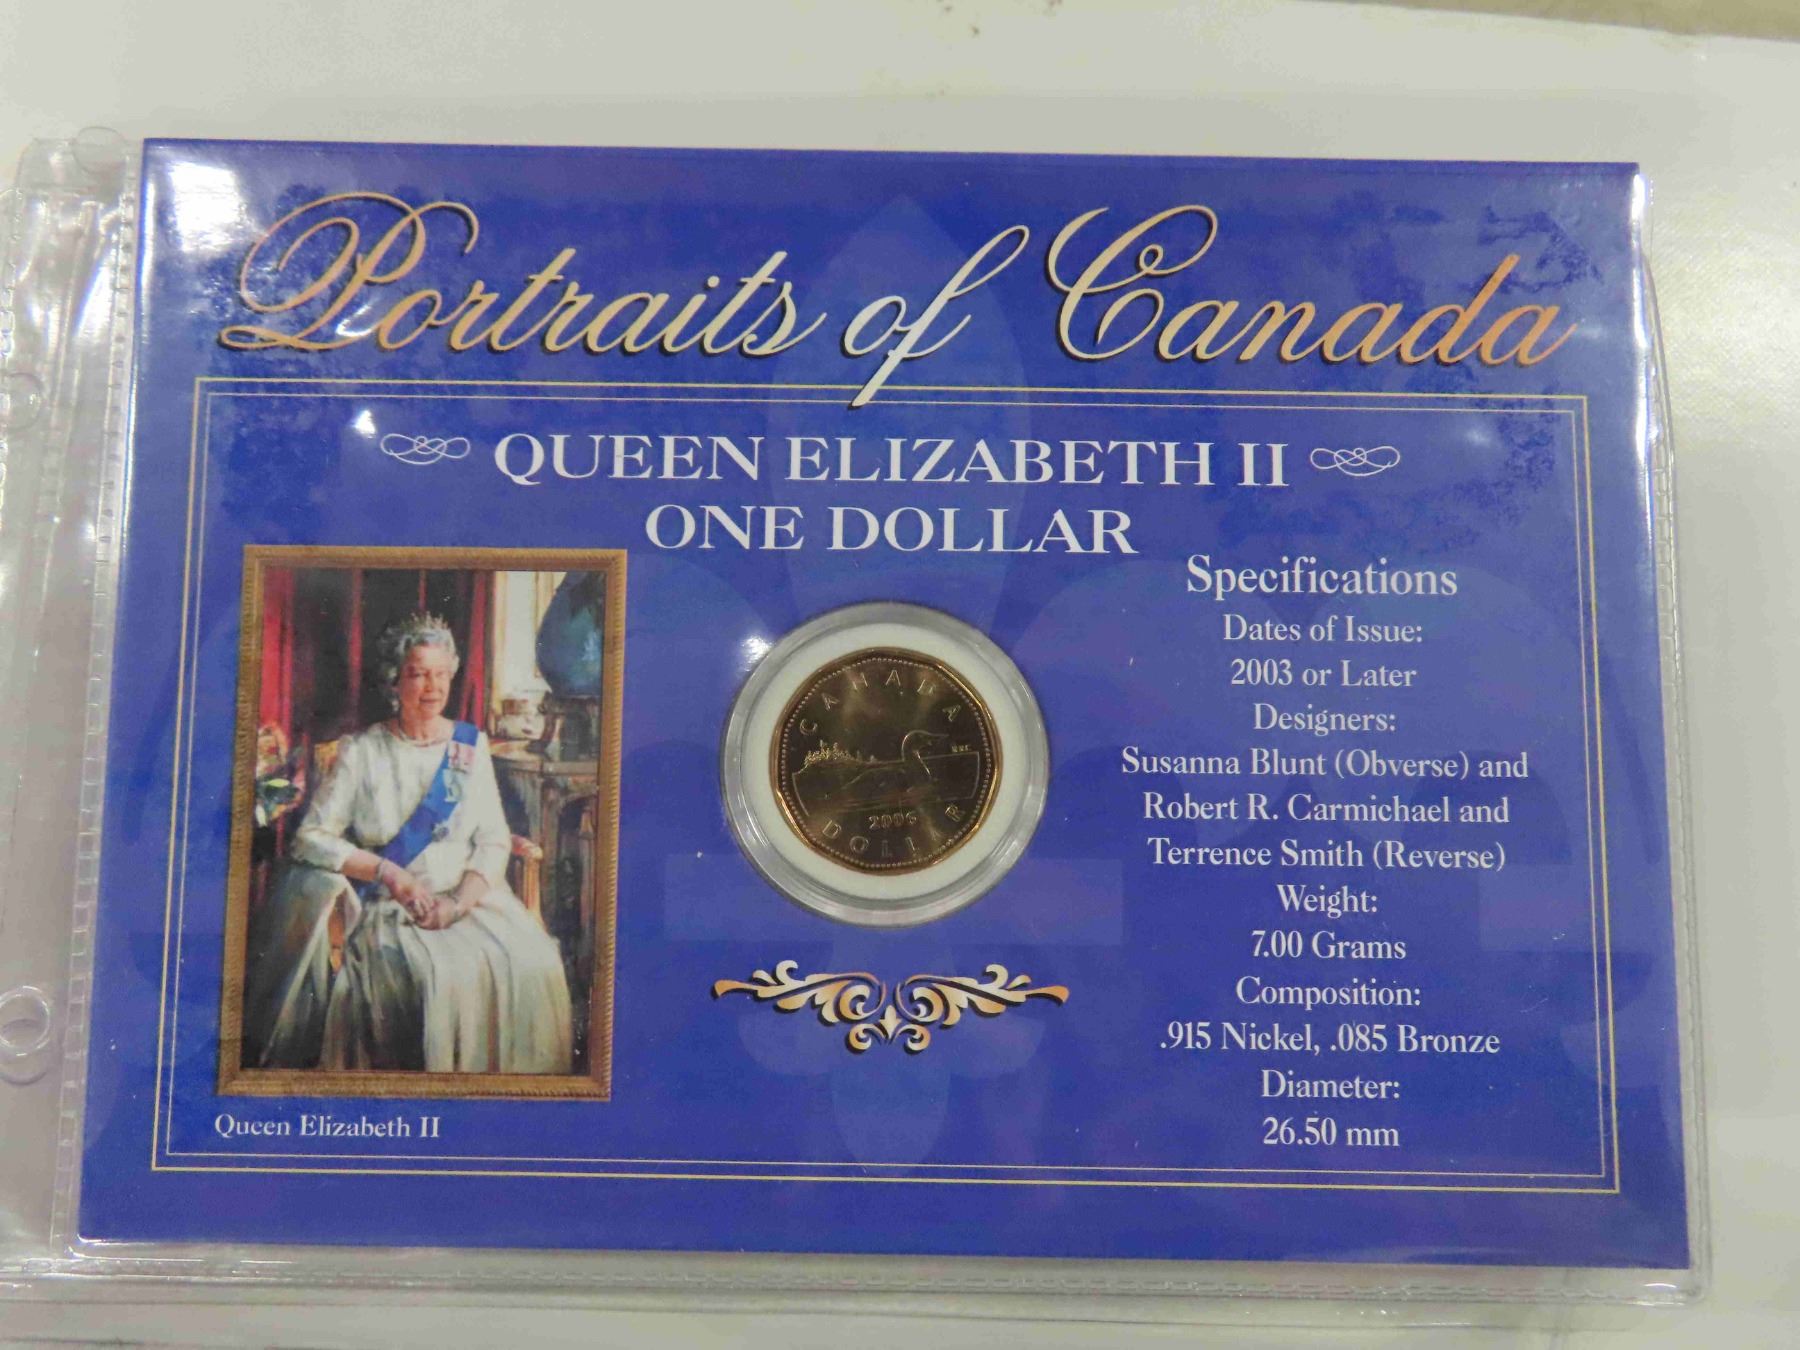 Portraits of Canada
QUEEN ELIZABETH II
ONE DOLLAR
Queen Elizabeth II
CANADA
2006
DOLLAR
Specifications
Dates of Issue:
2003 or Later
Designers:
Susanna Blunt (Obverse) and
Robert R. Carmichael and
Terrence Smith (Reverse)
Weight:
7.00 Grams
Composition:
.915 Nickel, .085 Bronze
Diameter:
26.50 mm